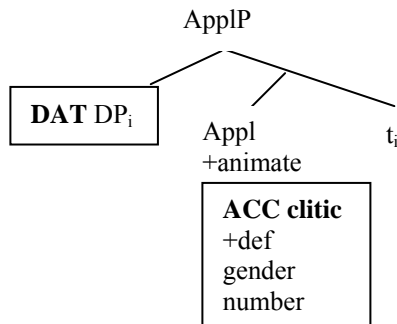 ApplP
DAT DPi
Appl ti
+animate
ACC clitic
+def
gender
number